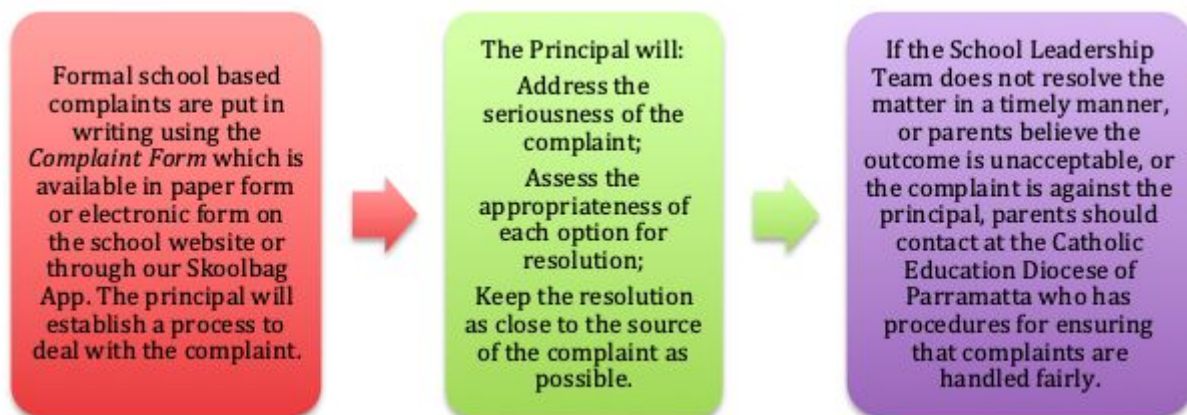 Formal school based
complaints are put in
writing using the
Complaint Form which is
available in paper form
or electronic form on
the school website or
through our Skoolbag
App. The principal will
establish a process to
deal with the complaint.
The Principal will:
Address the
seriousness of the
complaint;
Assess the
appropriateness of
each option for
resolution;
Keep the resolution
as close to the source
of the complaint as
possible.
If the School Leadership
Team does not resolve the
matter in a timely manner,
or parents believe the
outcome is unacceptable, or
the complaint is against the
principal, parents should
contact at the Catholic
Education Diocese of
Parramatta who has
procedures for ensuring
that complaints are
handled fairly.